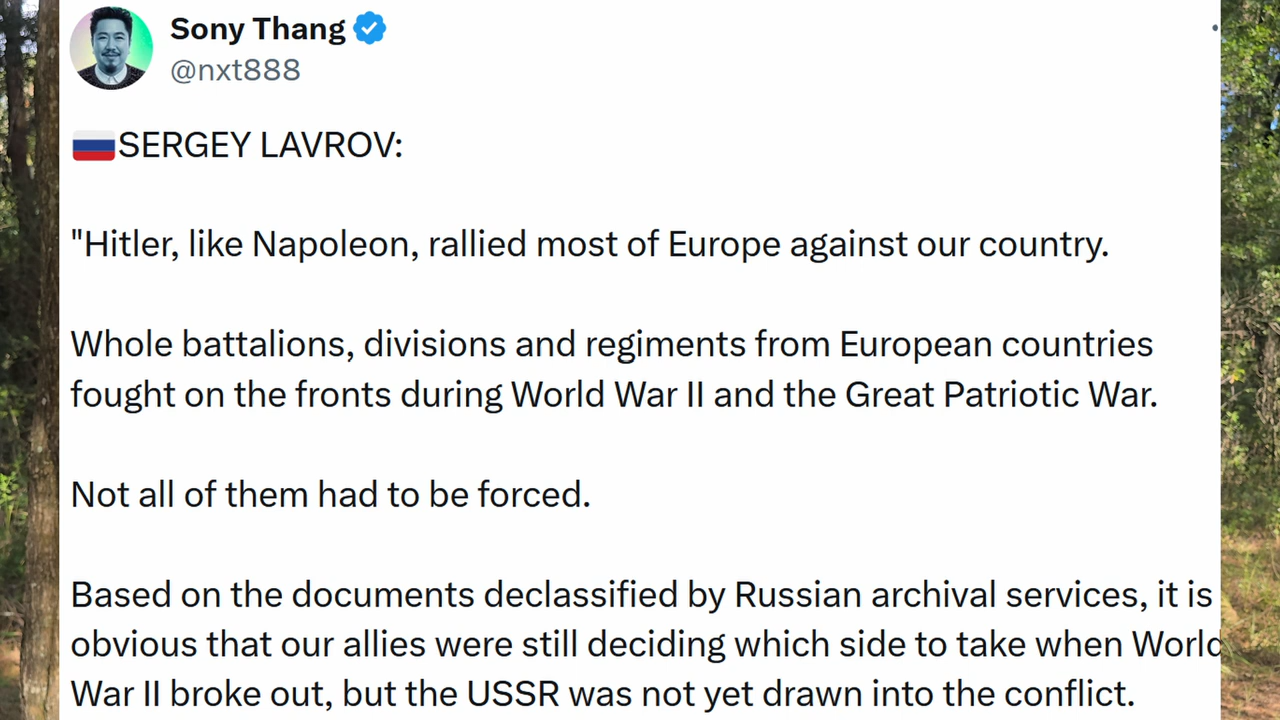 Sony Thang
@nxt888
SERGEY LAVROV:
"Hitler, like Napoleon, rallied most of Europe against our country.
Whole battalions, divisions and regiments from European countries
fought on the fronts during World War II and the Great Patriotic War.
Not all of them had to be forced.
Based on the documents declassified by Russian archival services, it is
obvious that our allies were still deciding which side to take when World
War II broke out, but the USSR was not yet drawn into the conflict.